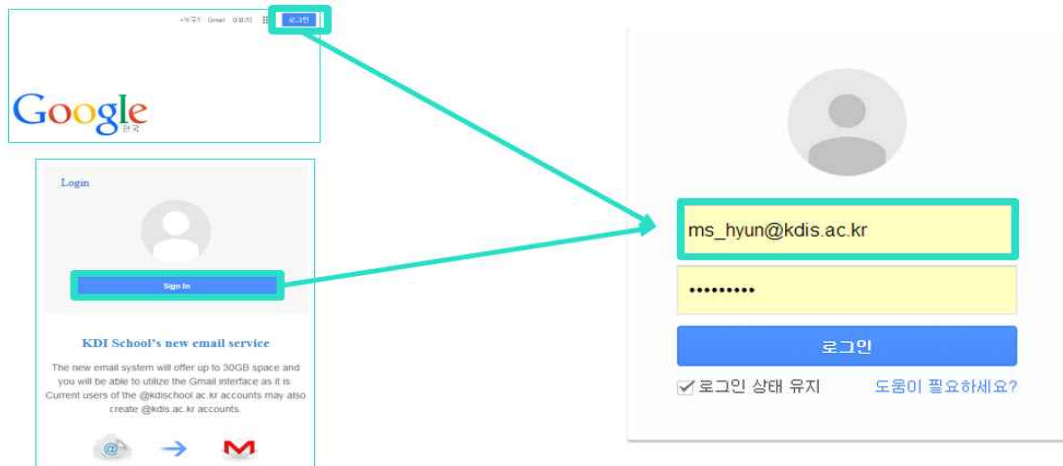 Gmail
로그인
Google
한국
Login
Sign In
KDI School's new email service
The new email system will offer up to 30GB space and
you will be able to utilize the Gmail interface as it is.
Current users of the @kdischool.ac.kr accounts may also
create @kdis.ac.kr accounts.
@
ms_hyun@kdis.ac.kr
•••••••••
로그인
로그인 상태 유지
도움이 필요하세요?